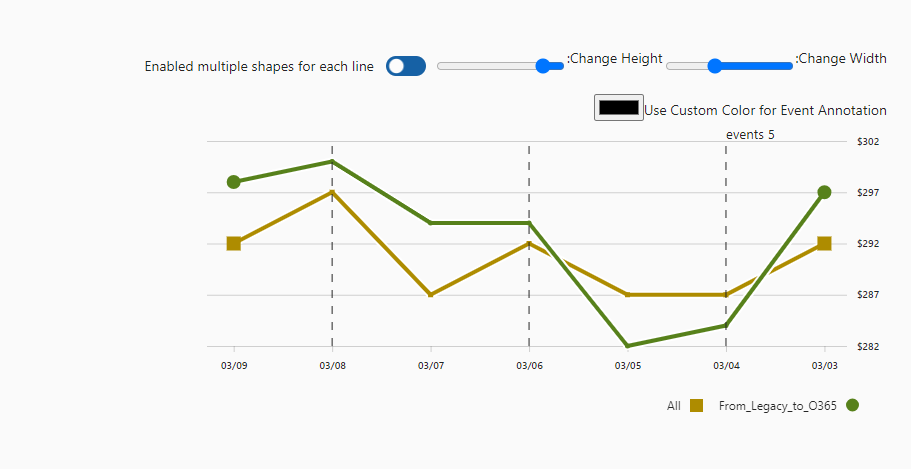 Enabled multiple shapes for each line
:Change Height
:Change Width
Use Custom Color for Event Annotation
events 5
$302
$297
$292
$287
$282
03/09 03/08 03/07 03/06 03/05 03/04 03/03
All From_Legacy_to_O365